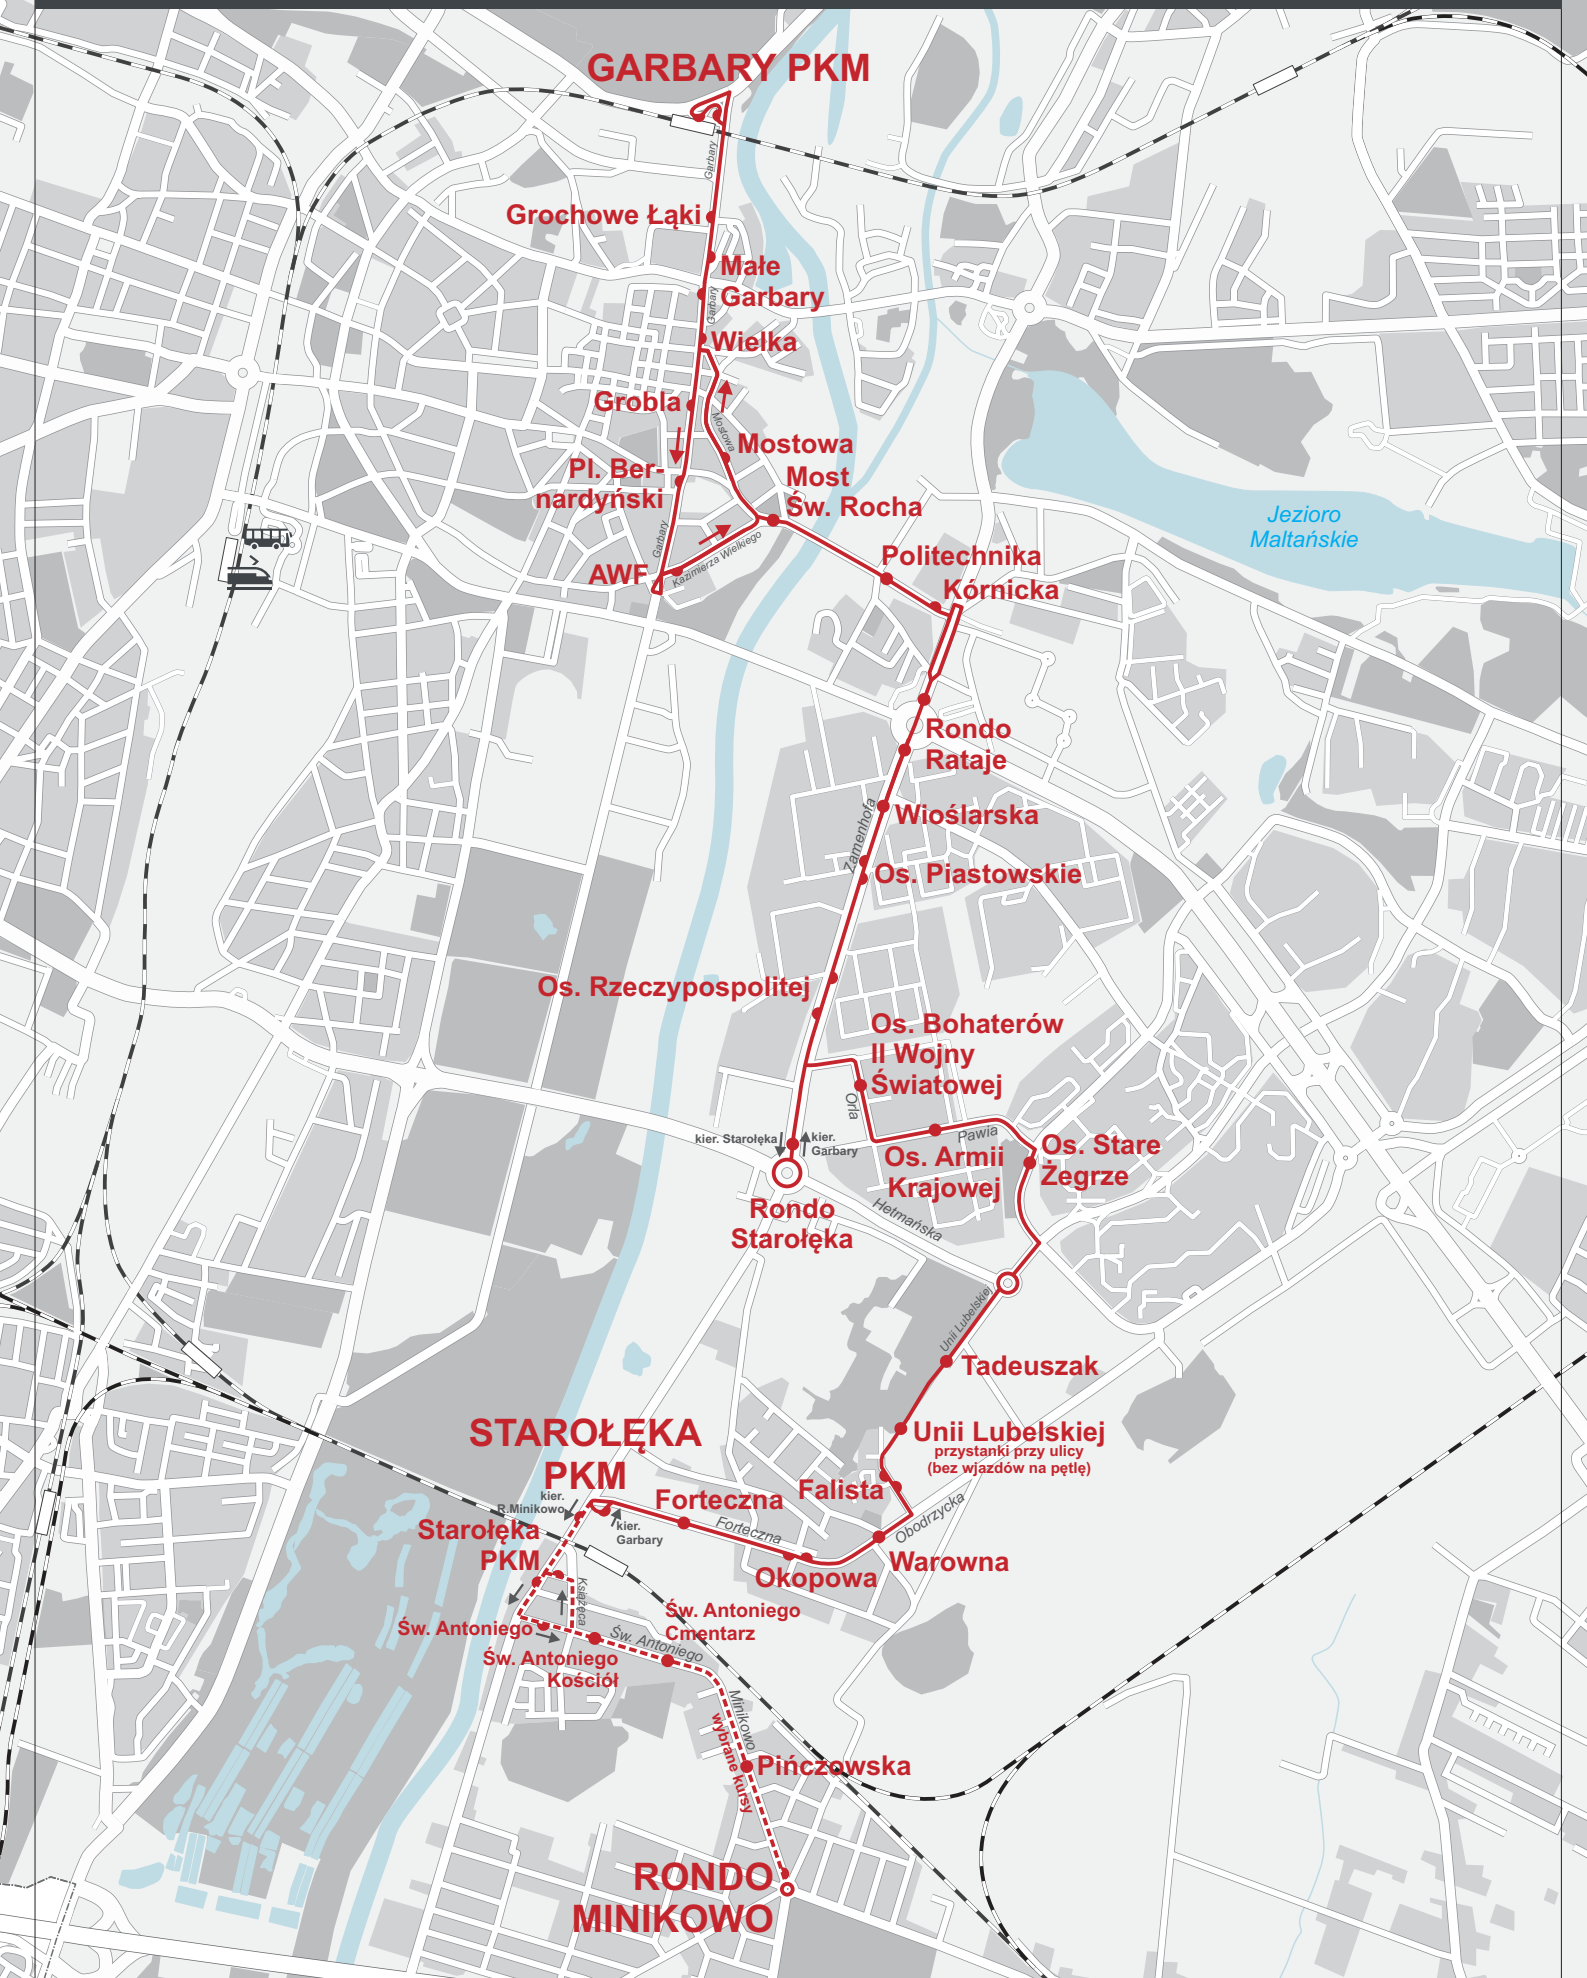 GARBARY PKM
Garbary
Grochowe Łąki
Małe
Garbary
Garbary
Wielka
Grobla
Mostowa
Mostowa
Pl. Ber-
nardyński
Most
Św. Rocha
Jezioro
Maltańskie
Garbary
Kazimierza Wielkiego
AWF
Politechnika
Kórnicka
Rondo
Rataje
Zamenhofa
Wioślarska
Os. Piastowskie
Os. Rzeczypospolitej
Os. Bohaterów
II Wojny
Światowej
Orla
Pawia
kier. Starołęka
kier.
Garbary
Os. Armii
Krajowej
Os. Stare
Żegrze
Rondo
Starołęka
Hetmańska
Unii Lubelskiej
Tadeuszak
Unii Lubelskiej
przystanki przy ulicy
(bez wjazdów na pętlę)
STAROŁĘKA
PKM
Falista
Forteczna
Forteczna
Obodrzycka
kier.
R.Minikowo
kier.
Garbary
Starołęka
PKM
Warowna
Okopowa
Książęca
Św. Antoniego
Św. Antoniego
Cmentarz
Św. Antoniego
Św. Antoniego
Kościół
Minikowo
wybrane kursy
Pińczowska
RONDO
MINIKOWO